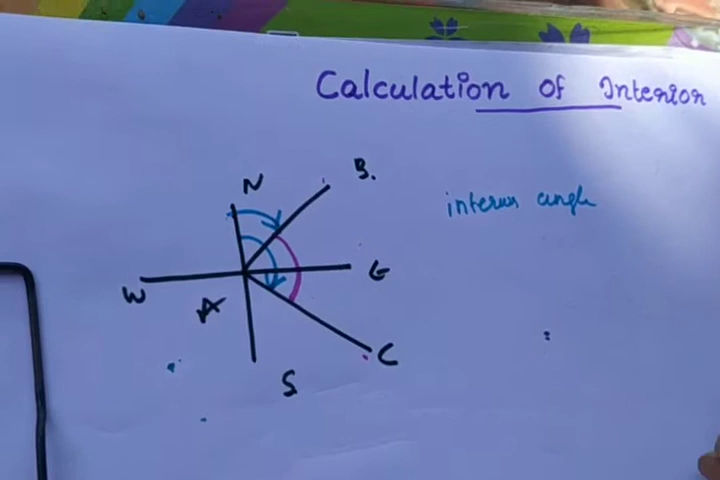 Calculation of Interior
N
B.
interior angle
W
E
A
C
S